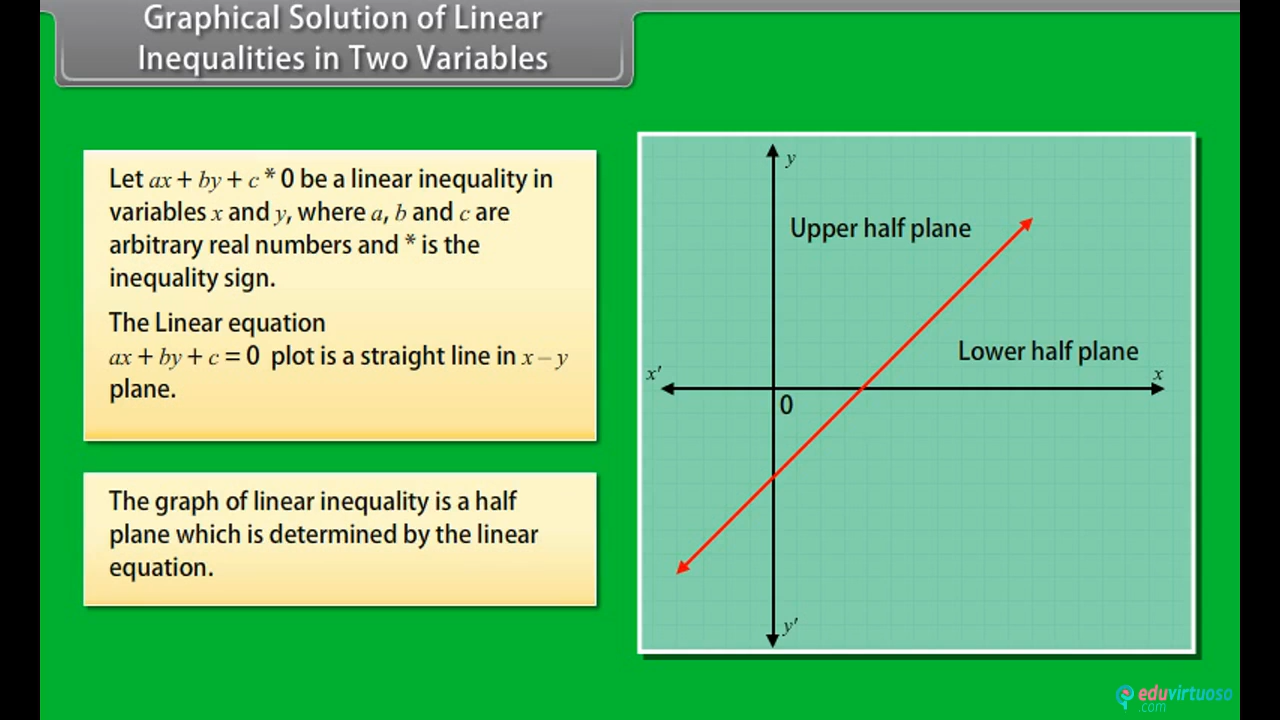 Graphical Solution of Linear
Inequalities in Two Variables
Let ax + by + c * 0 be a linear inequality in
variables x and y, where a, b and c are
arbitrary real numbers and * is the
inequality sign.
The Linear equation
ax + by + c = 0 plot is a straight line in x – y
plane.
The graph of linear inequality is a half
plane which is determined by the linear
equation.
y
Upper half plane
Lower half plane
x'
x
0
y'
eduvirtuoso
.com